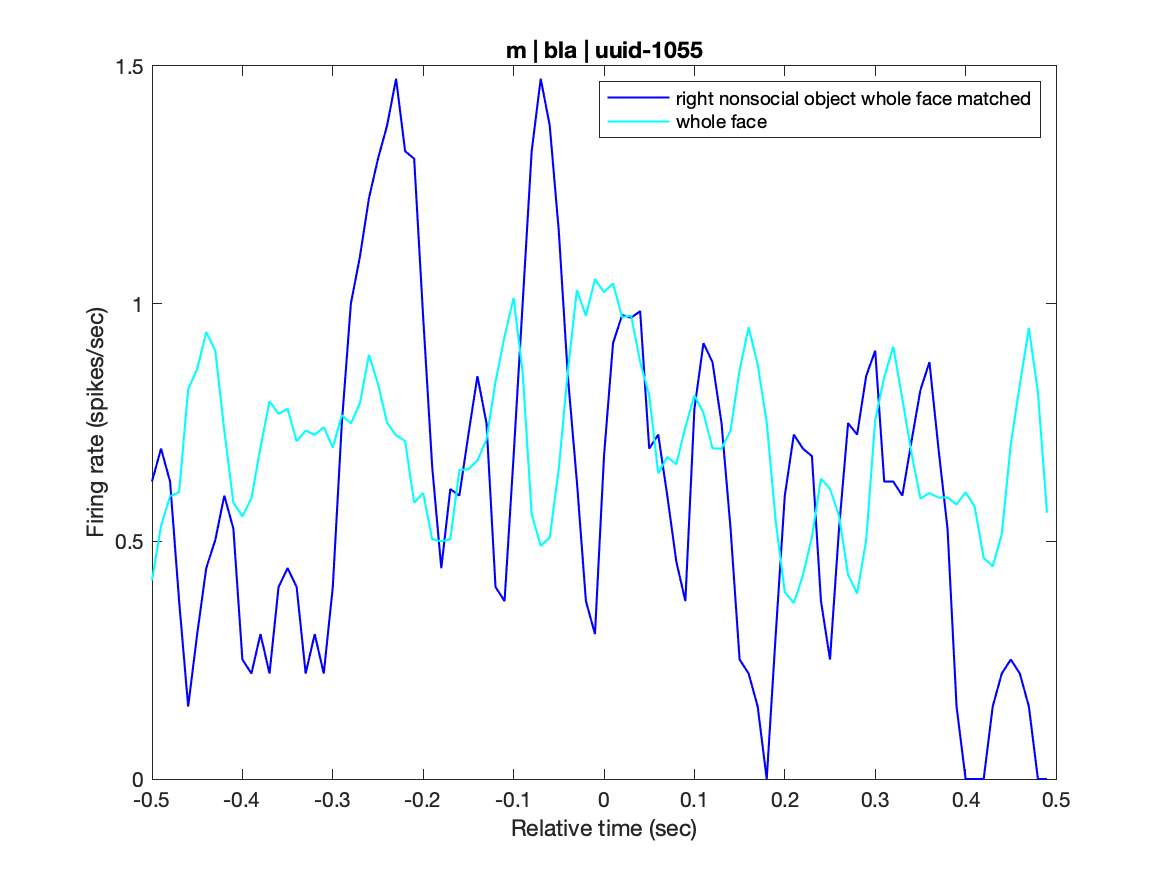 m | bla | uuid-1055
1.5
right nonsocial object whole face matched
whole face
1
0.5
0
Firing rate (spikes/sec)
-0.5 -0.4 -0.3 -0.2 -0.1 0 0.1 0.2 0.3 0.4 0.5
Relative time (sec)